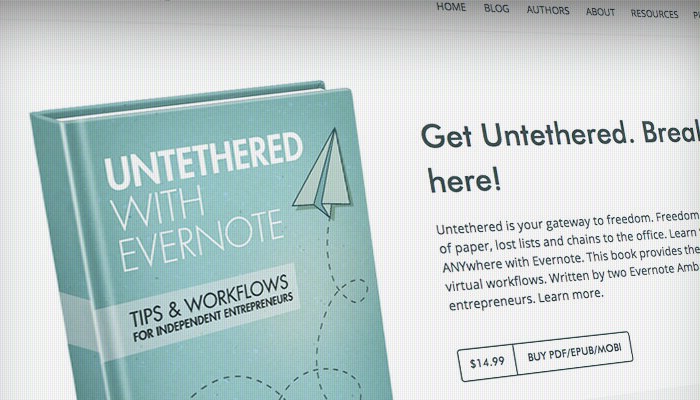 HOME BLOG AUTHORS ABOUT RESOURCES
UNTETHERED
WITH
EVERNOTE
TIPS & WORKFLOWS
FOR INDEPENDENT ENTREPRENEURS
Get Untethered. Break
here!
Untethered is your gateway to freedom. Freedom
of paper, lost lists and chains to the office. Learn
ANYwhere with Evernote. This book provides the
virtual workflows. Written by two Evernote Amb
entrepreneurs. Learn more.
$14.99 BUY PDF/EPUB/MOBI